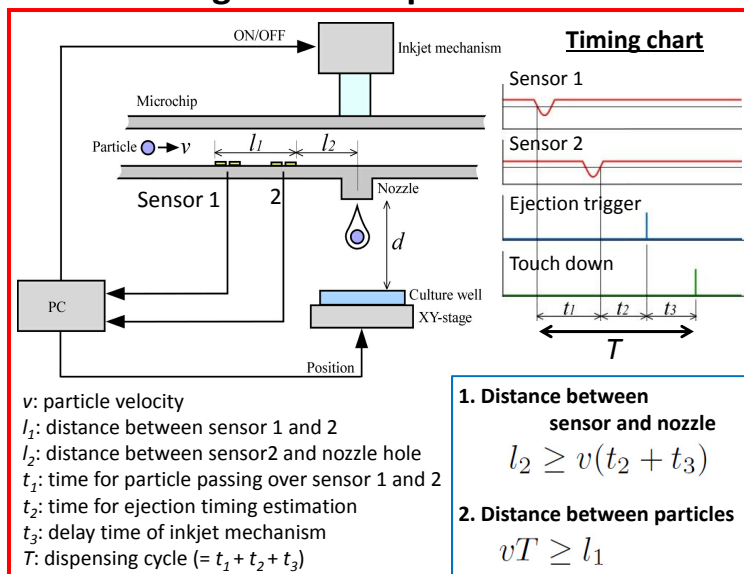 ON/OFF
Inkjet mechanism
Timing chart
Sensor 1
Microchip
Particle v
l1 l2
Sensor 2
Sensor 1 2
Nozzle
Ejection trigger
d
Touch down
PC
Culture well
XY-stage
t1 t2 t3
T
Position
v: particle velocity
l1: distance between sensor 1 and 2
l2: distance between sensor2 and nozzle hole
t1: time for particle passing over sensor 1 and 2
t2: time for ejection timing estimation
t3: delay time of inkjet mechanism
T: dispensing cycle (= t1 + t2 + t3)
1. Distance between
sensor and nozzle
l2 ≥ v(t2 + t3)
2. Distance between particles
vT ≥ l1